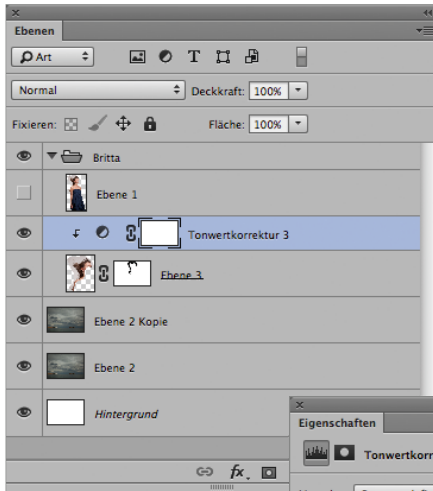 Ebenen
Art
Normal Deckkraft: 100%
Fixieren: Fläche: 100%
Britta
Ebene 1
Tonwertkorrektur 3
Ebene 3
Ebene 2 Kopie
Ebene 2
Hintergrund
fx
Eigenschaften
Tonwertkorr